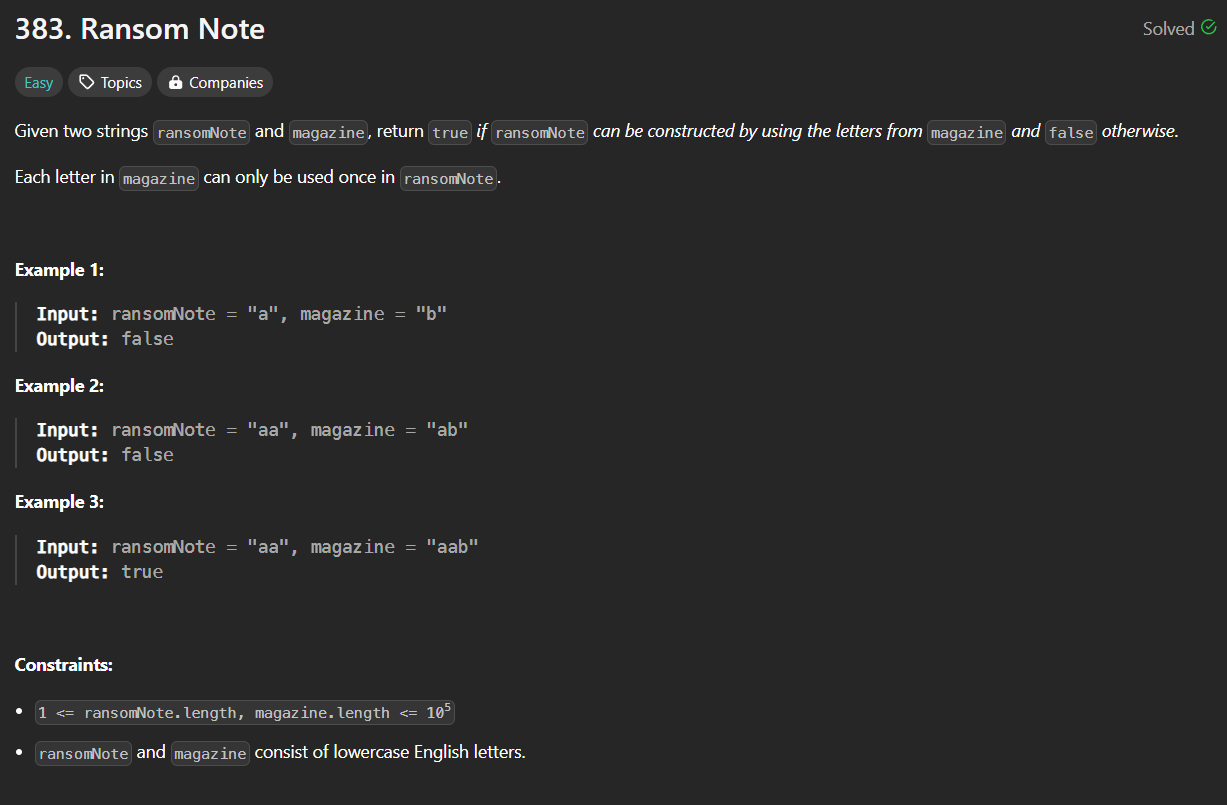 383. Ransom Note
Solved
Easy
Topics
Companies
Given two strings ransomNote and magazine, return true if ransomNote can be constructed by using the letters from magazine and false otherwise.
Each letter in magazine can only be used once in ransomNote.
Example 1:
Input: ransomNote = "a", magazine = "b"
Output: false
Example 2:
Input: ransomNote = "aa", magazine = "ab"
Output: false
Example 3:
Input: ransomNote = "aa", magazine = "aab"
Output: true
Constraints:
• 1 <= ransomNote.length, magazine.length <= 10⁵
• ransomNote and magazine consist of lowercase English letters.